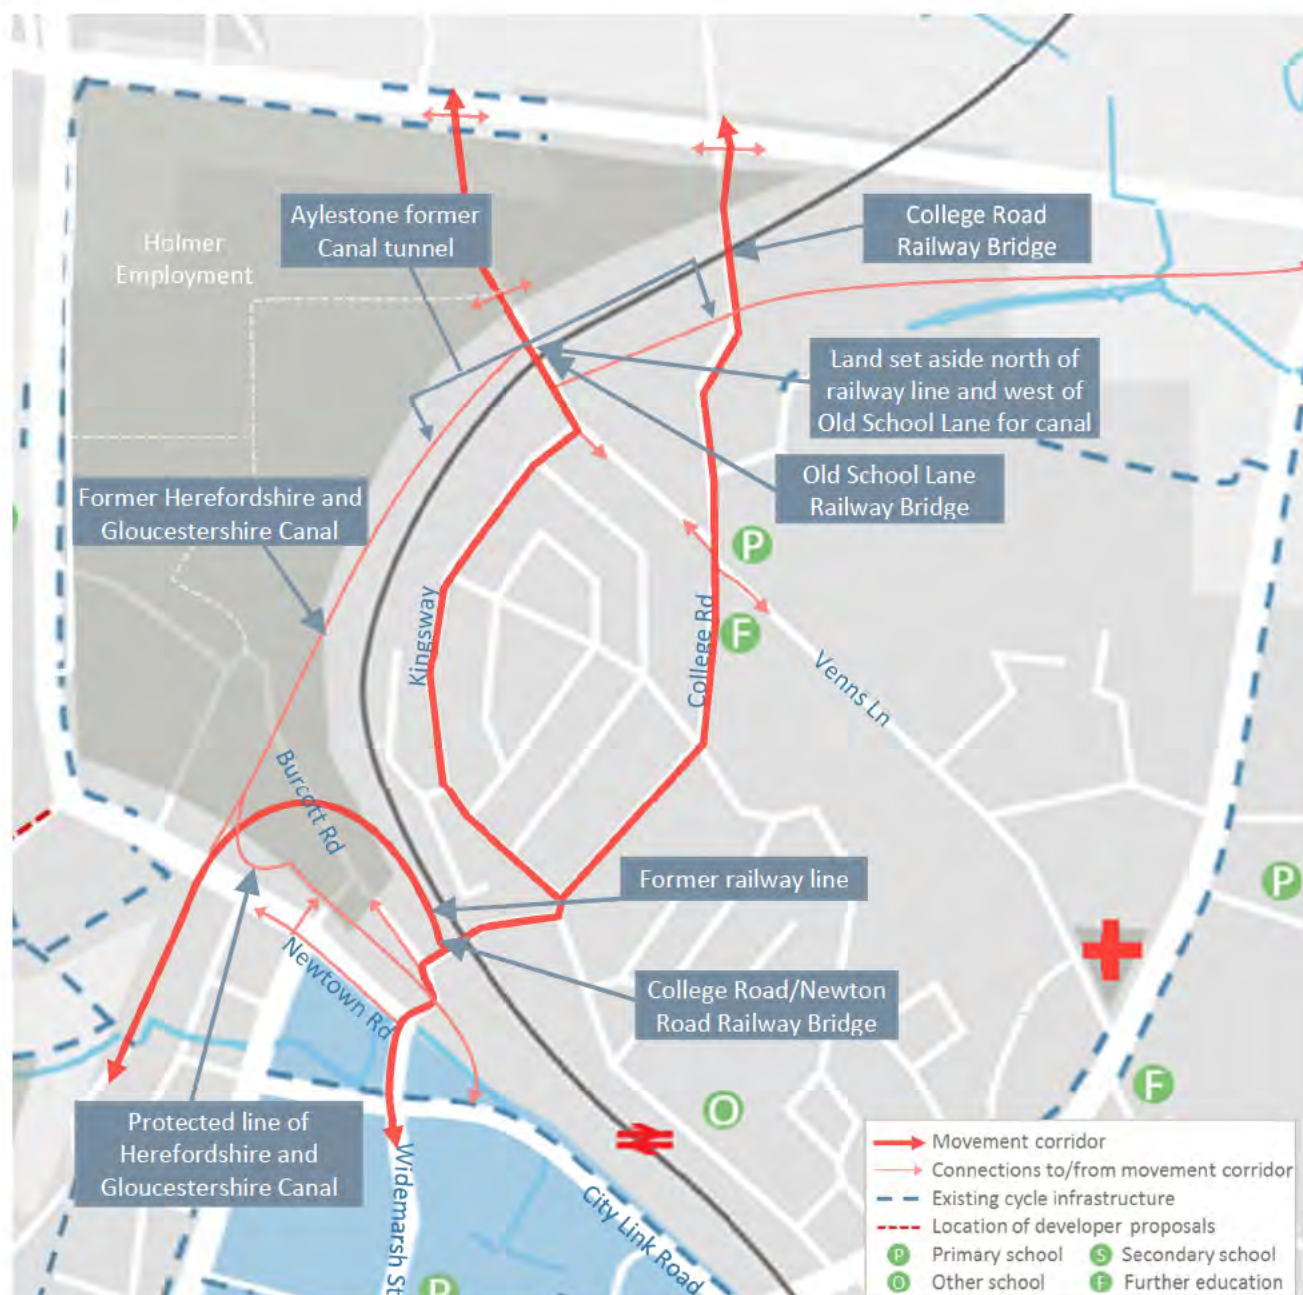 Aylestone former
Canal tunnel
College Road
Railway Bridge
Holmer
Employment
Land set aside north of
railway line and west of
Old School Lane for canal
Old School Lane
Railway Bridge
Former Herefordshire and
Gloucestershire Canal
P
F
Kingsway
College Rd
Venns Ln
Burcott Rd
Former railway line
P
Newtown Rd
College Road/Newton
Road Railway Bridge
F
O
Protected line of
Herefordshire and
Gloucestershire Canal
Widemarsh St
City Link Road
P
Movement corridor
Connections to/from movement corridor
Existing cycle infrastructure
Location of developer proposals
P Primary school
S Secondary school
O Other school
F Further education